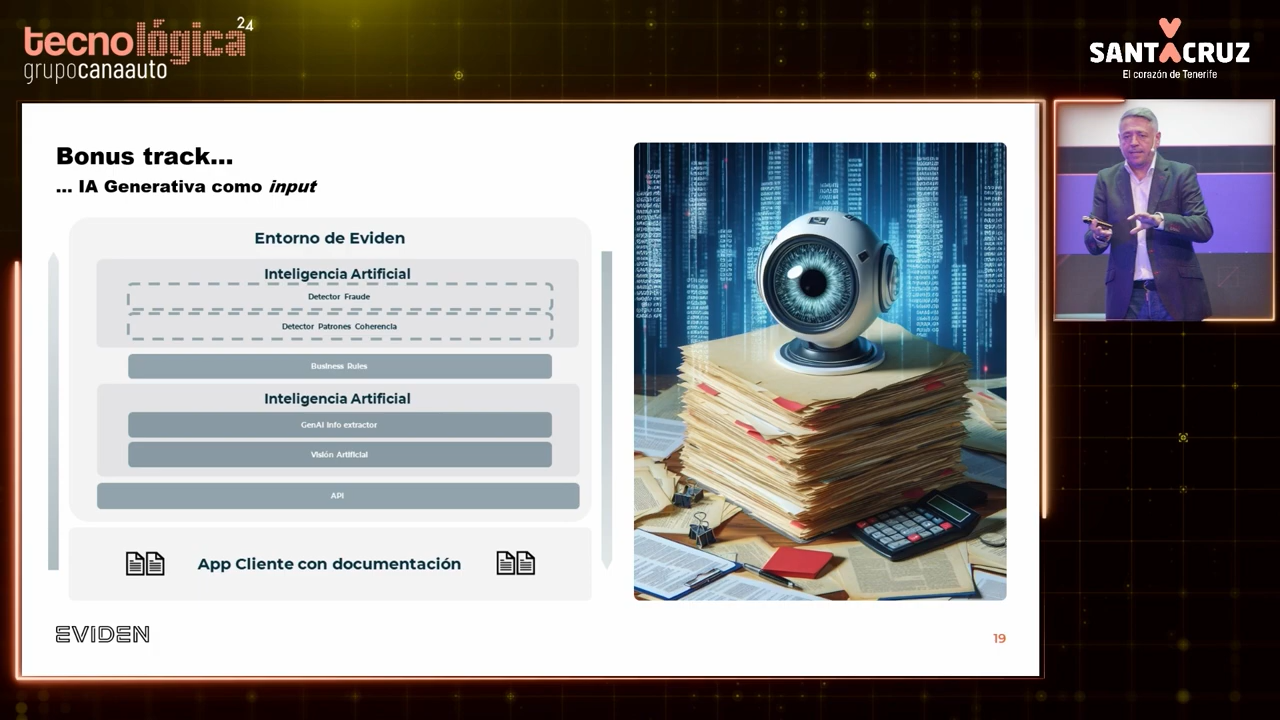 tecnológica24
grupocanaauto
SANTACRUZ
El corazón de Tenerife
Bonus track...
... IA Generativa como input
Entorno de Eviden
Inteligencia Artificial
Detector Fraude
Detector Patrones Coherencia
Business Rules
Inteligencia Artificial
GenAI Info extractor
Visión Artificial
API
App Cliente con documentación
EVIDEN
19